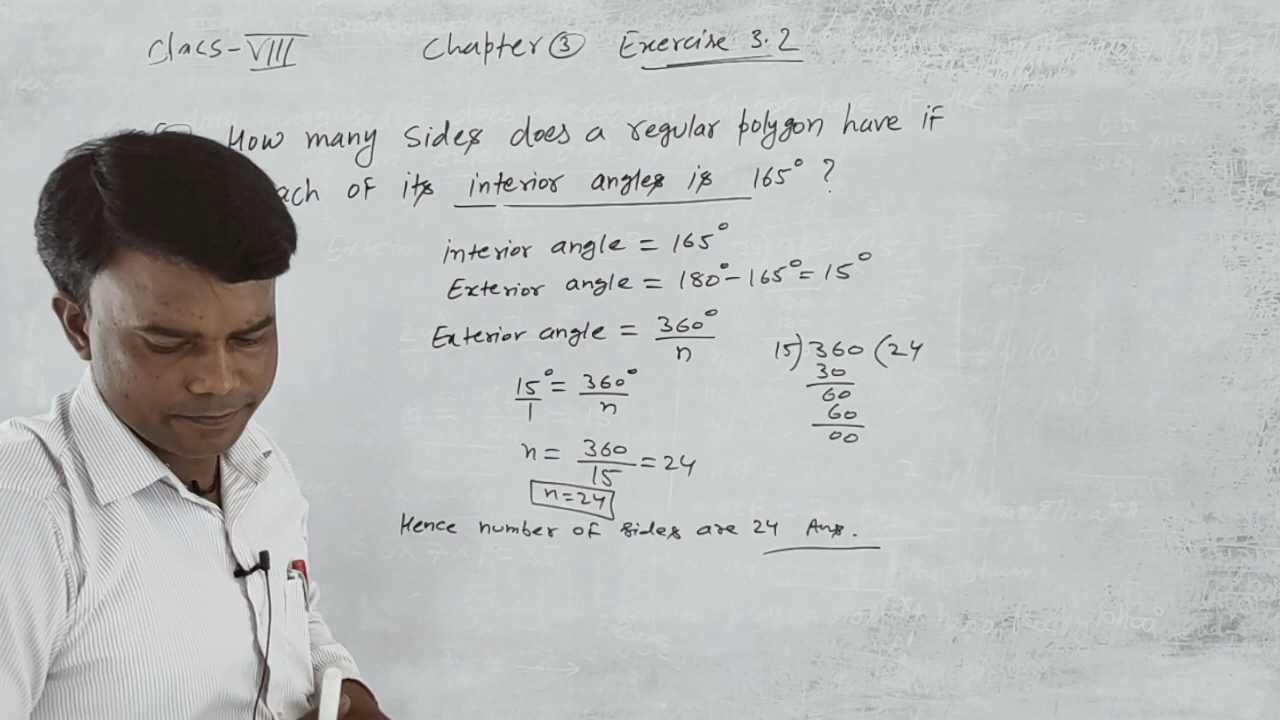 Class-VIII Chapter ③ Exercise 3.2
How many sides does a regular polygon have if
ach of its interior angles is 165° ?
interior angle = 165°
Exterior angle = 180° - 165° = 15°
Exterior angle = 360°/n
15°/1 = 360°/n
n = 360/15 = 24
n=24
Hence number of sides are 24 Ans.
15)360(24
30
60
60
00